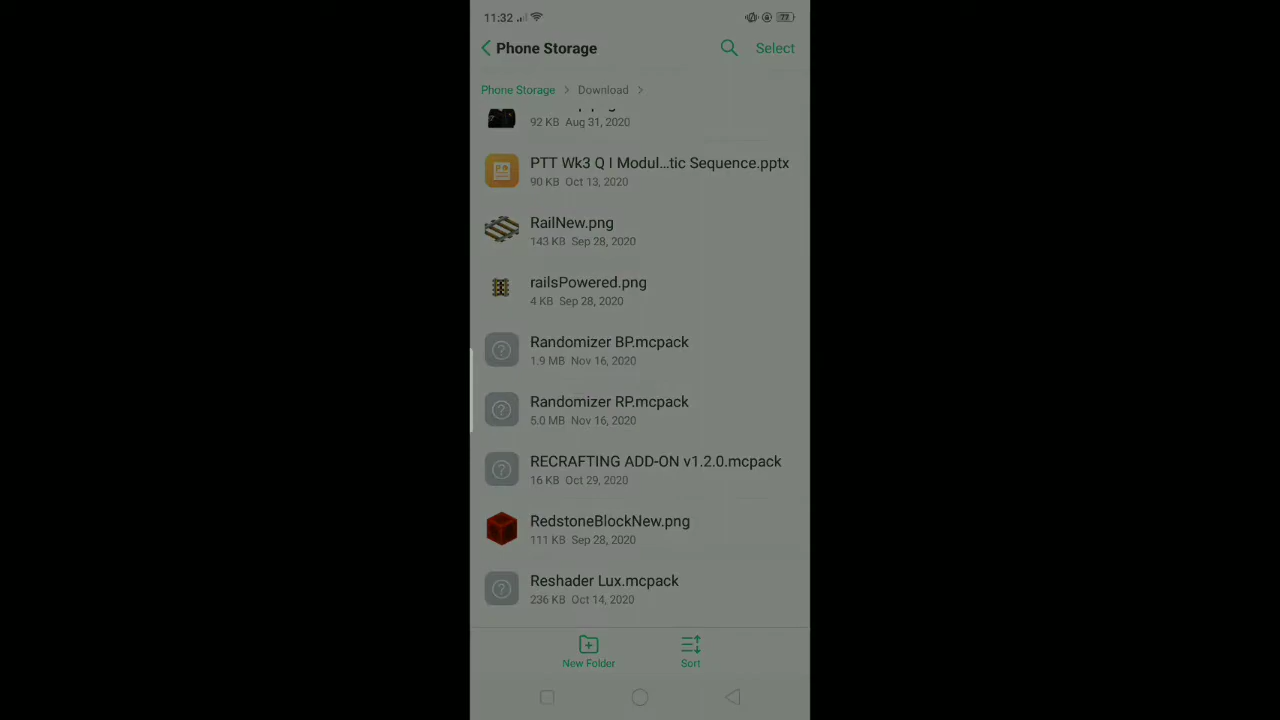 11:32
77
Phone Storage
Select
Phone Storage > Download >
92 KB Aug 31, 2020
PTT Wk3 Q I Modul...tic Sequence.pptx
90 KB Oct 13, 2020
RailNew.png
143 KB Sep 28, 2020
railsPowered.png
4 KB Sep 28, 2020
Randomizer BP.mcpack
1.9 MB Nov 16, 2020
Randomizer RP.mcpack
5.0 MB Nov 16, 2020
RECRAFTING ADD-ON v1.2.0.mcpack
16 KB Oct 29, 2020
RedstoneBlockNew.png
111 KB Sep 28, 2020
Reshader Lux.mcpack
236 KB Oct 14, 2020
New Folder
Sort